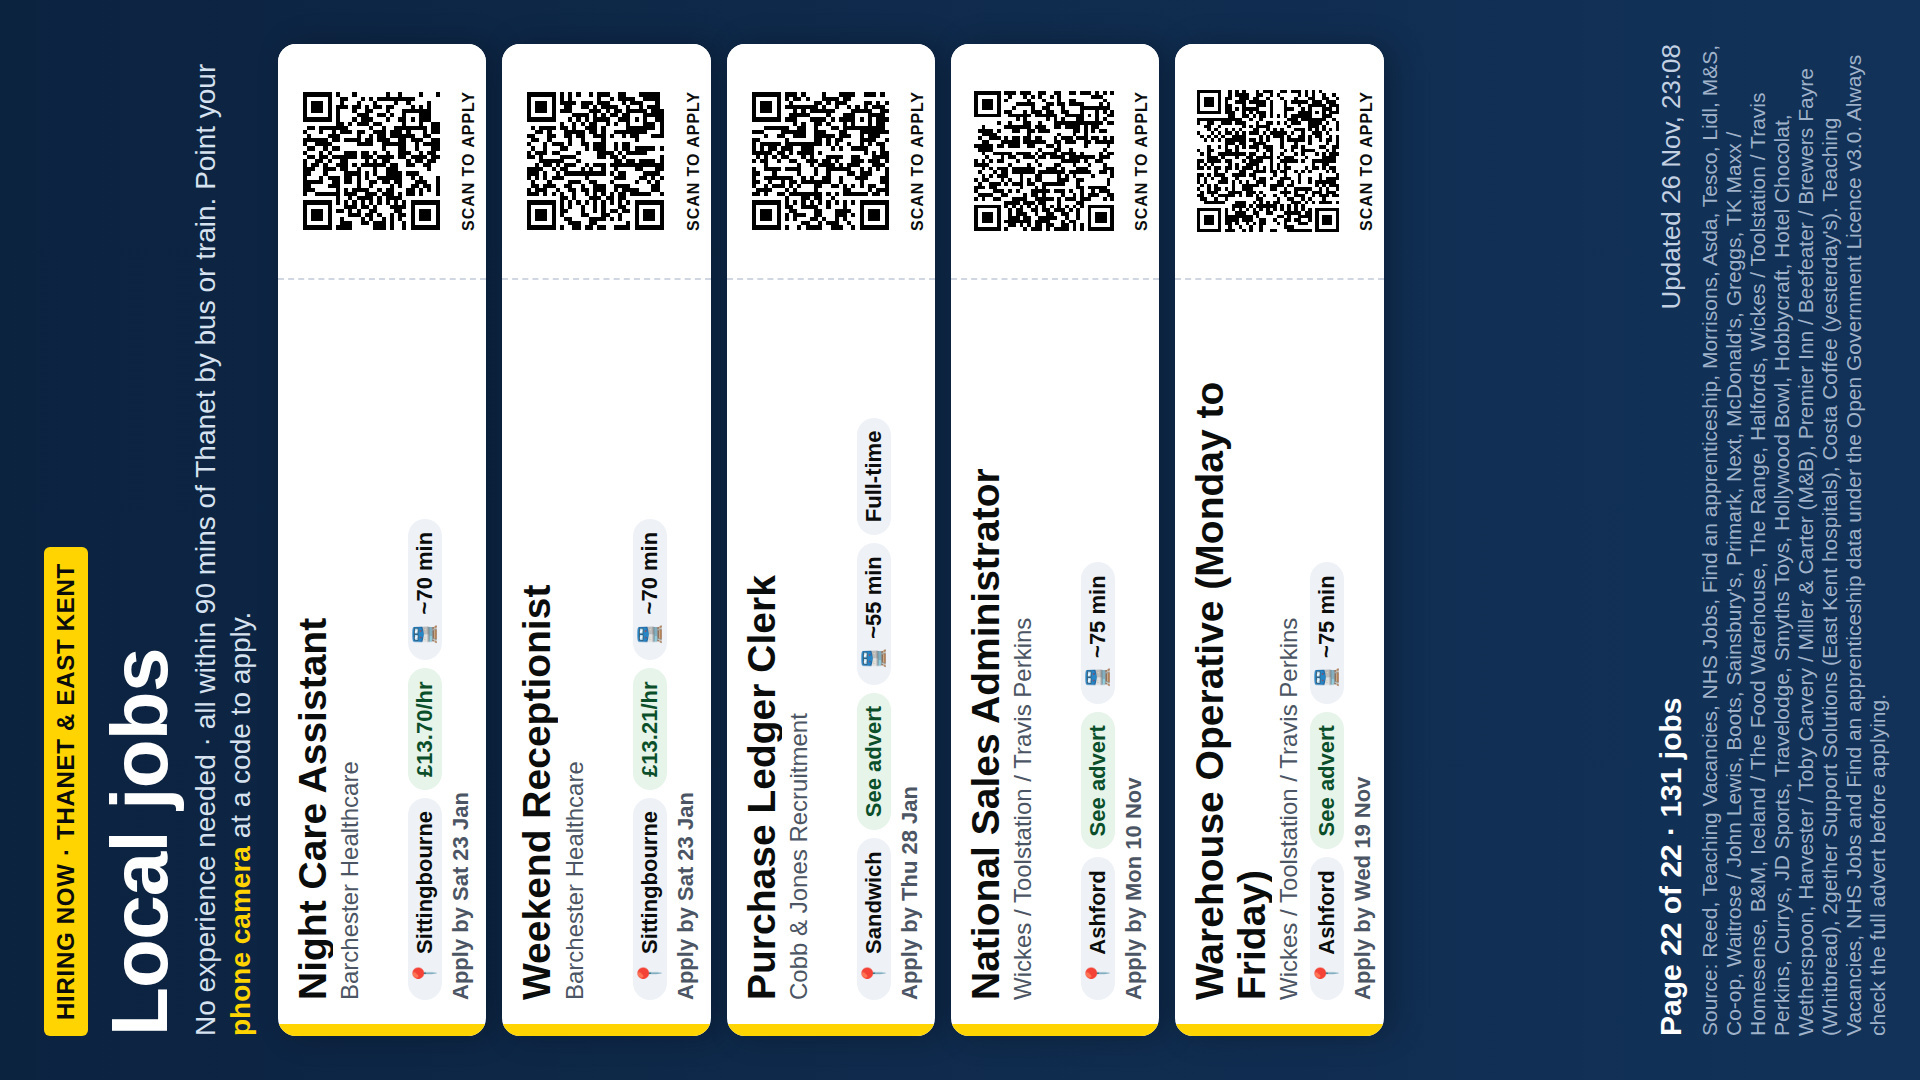 HIRING NOW · THANET & EAST KENT
Local jobs
No experience needed · all within 90 mins of Thanet by bus or train. Point your
phone camera at a code to apply.
Night Care Assistant
Barchester Healthcare
📍 Sittingbourne £13.70/hr 🚆 ~70 min
Apply by Sat 23 Jan
SCAN TO APPLY
Weekend Receptionist
Barchester Healthcare
📍 Sittingbourne £13.21/hr 🚆 ~70 min
Apply by Sat 23 Jan
SCAN TO APPLY
Purchase Ledger Clerk
Cobb & Jones Recruitment
📍 Sandwich See advert 🚆 ~55 min Full-time
Apply by Thu 28 Jan
SCAN TO APPLY
National Sales Administrator
Wickes / Toolstation / Travis Perkins
📍 Ashford See advert 🚆 ~75 min
Apply by Mon 10 Nov
SCAN TO APPLY
Warehouse Operative (Monday to
Friday)
Wickes / Toolstation / Travis Perkins
📍 Ashford See advert 🚆 ~75 min
Apply by Wed 19 Nov
SCAN TO APPLY
Page 22 of 22 · 131 jobs
Updated 26 Nov, 23:08
Source: Reed, Teaching Vacancies, NHS Jobs, Find an apprenticeship, Morrisons, Asda, Tesco, Lidl, M&S,
Co-op, Waitrose / John Lewis, Boots, Sainsbury's, Primark, Next, McDonald's, Greggs, TK Maxx /
Homesense, B&M, Iceland / The Food Warehouse, The Range, Halfords, Wickes / Toolstation / Travis
Perkins, Currys, JD Sports, Travelodge, Smyths Toys, Hollywood Bowl, Hobbycraft, Hotel Chocolat,
Wetherspoon, Harvester / Toby Carvery / Miller & Carter (M&B), Premier Inn / Beefeater / Brewers Fayre
(Whitbread), 2gether Support Solutions (East Kent hospitals), Costa Coffee (yesterday's). Teaching
Vacancies, NHS Jobs and Find an apprenticeship data under the Open Government Licence v3.0. Always
check the full advert before applying.